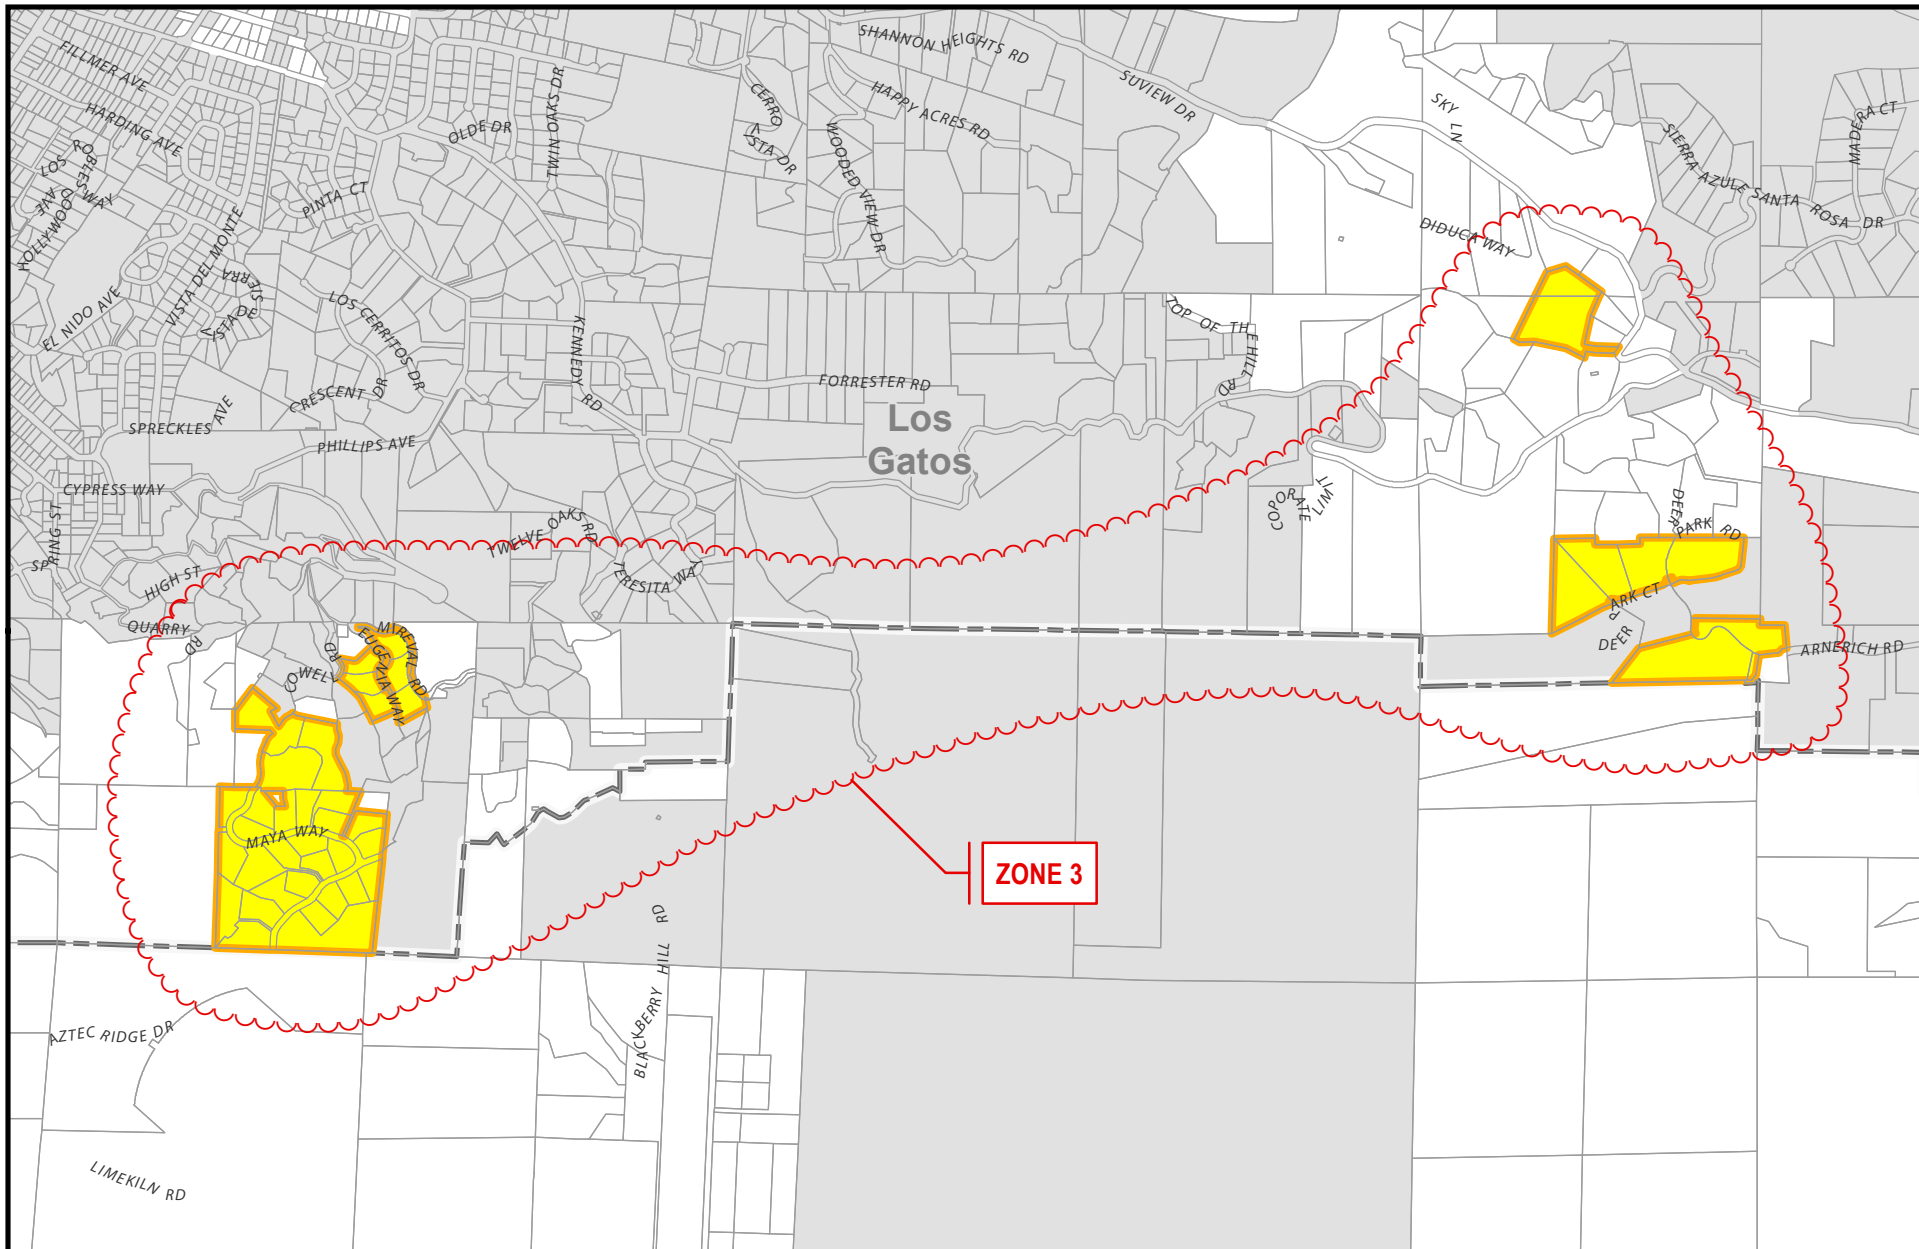 FILLMER AVE
HARDING AVE
LOS ROBLES WAY
HOLLYWOOD AVE
PINTA CT
OLDE DR
TWIN OAKS DR
CERRO VISTA DR
SHANNON HEIGHTS RD
HAPPY ACRES RD
WOODED VIEW DR
SUVIEW DR
SKY LN
SIERRA AZULE
SANTA ROSA DR
MADERA CT
DIDUCA WAY
VISTA DEL MONTE
VISTA DE SIERRA
EL NIDO AVE
LOS CERRITOS DR
CRESCENT DR
SPRECKLES AVE
PHILLIPS AVE
KENNEDY RD
FORRESTER RD
TOP OF THE HILL RD
Los
Gatos
CYPRESS WAY
SPRING ST
HIGH ST
QUARRY RD
TWELVE OAKS RD
TERESITA WAY
COPORATE LIMIT
DEER PARK RD
DEER PARK CT
ARNERICH RD
MIREVAL RD
EUGENIA WAY
COWELL RD
MAYA WAY
ZONE 3
BLACKBERRY HILL RD
AZTEC RIDGE DR
LIMEKILN RD